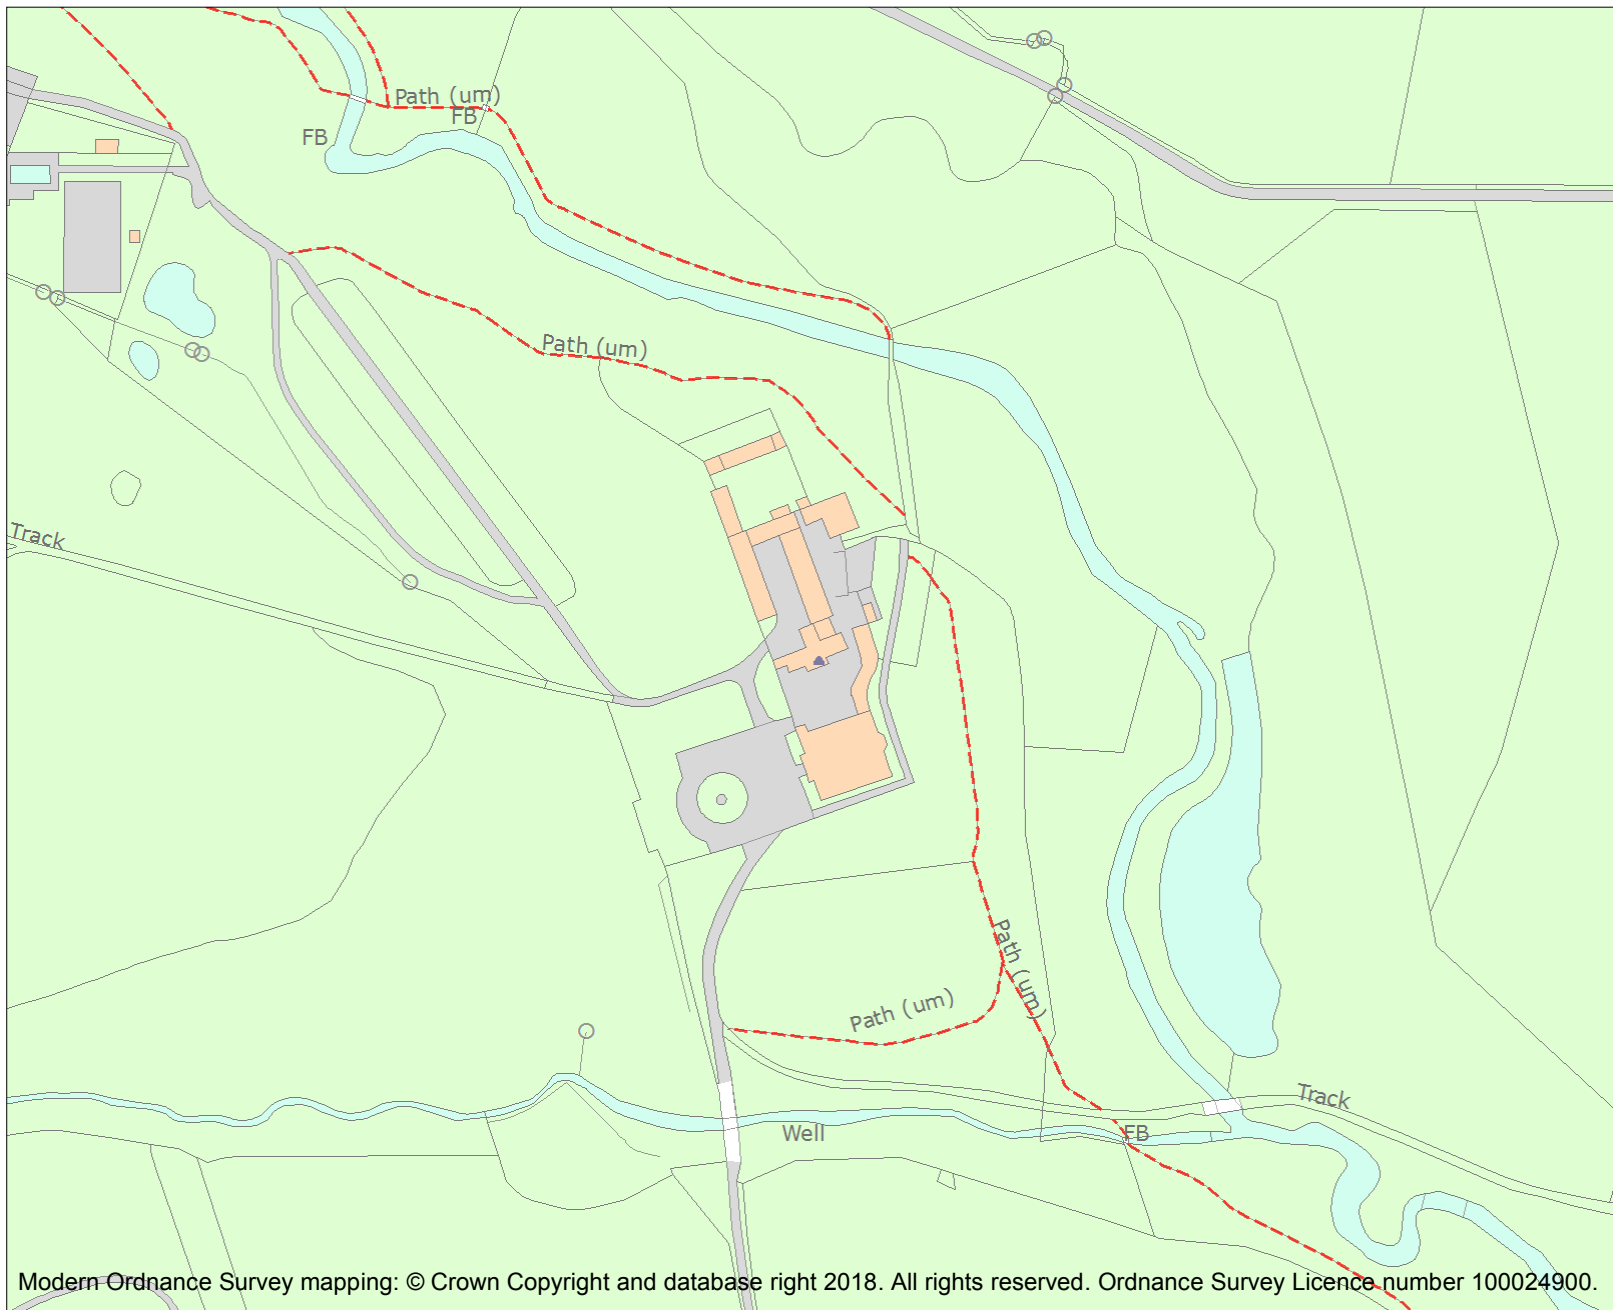 Path (um)
FB
FB
Path (um)
Track
Path (um)
Path (um)
Track
Well
FB
Modern Ordnance Survey mapping: © Crown Copyright and database right 2018. All rights reserved. Ordnance Survey Licence number 100024900.